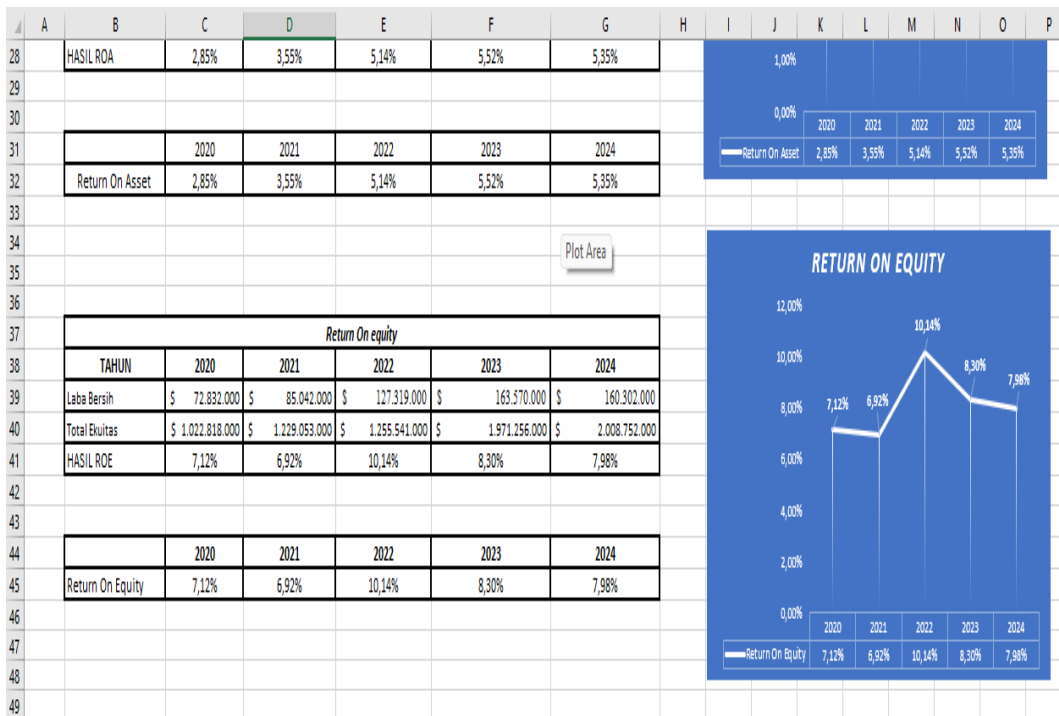 A B C D E F G H I J K L M N O P
28 HASIL ROA 2,85% 3,55% 5,14% 5,52% 5,35%
29
30
31 2020 2021 2022 2023 2024
32 Return On Asset 2,85% 3,55% 5,14% 5,52% 5,35%
33
34
35
36
37 Return On equity
38 TAHUN 2020 2021 2022 2023 2024
39 Laba Bersih $ 72.832.000 $ 85.042.000 $ 127.319.000 $ 163.570.000 $ 160.302.000
40 Total Ekuitas $ 1.022.818.000 $ 1.229.053.000 $ 1.255.541.000 $ 1.971.256.000 $ 2.008.752.000
41 HASIL ROE 7,12% 6,92% 10,14% 8,30% 7,98%
42
43
44 2020 2021 2022 2023 2024
45 Return On Equity 7,12% 6,92% 10,14% 8,30% 7,98%
46
47
48
49
Plot Area
1,00%
0,00%
2020 2021 2022 2023 2024
Return On Asset 2,85% 3,55% 5,14% 5,52% 5,35%
RETURN ON EQUITY
12,00%
10,00%
8,00%
6,00%
4,00%
2,00%
0,00%
7,12% 6,92% 10,14% 8,30% 7,98%
2020 2021 2022 2023 2024
Return On Equity 7,12% 6,92% 10,14% 8,30% 7,98%